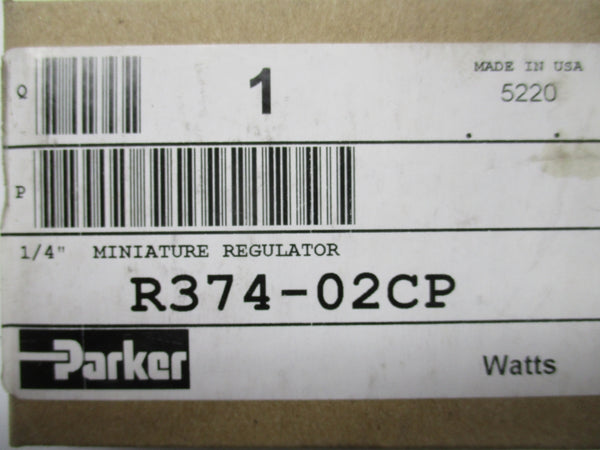 Q
1
MADE IN USA
5220
P
1/4" MINIATURE REGULATOR
R374-02CP
Parker
Watts